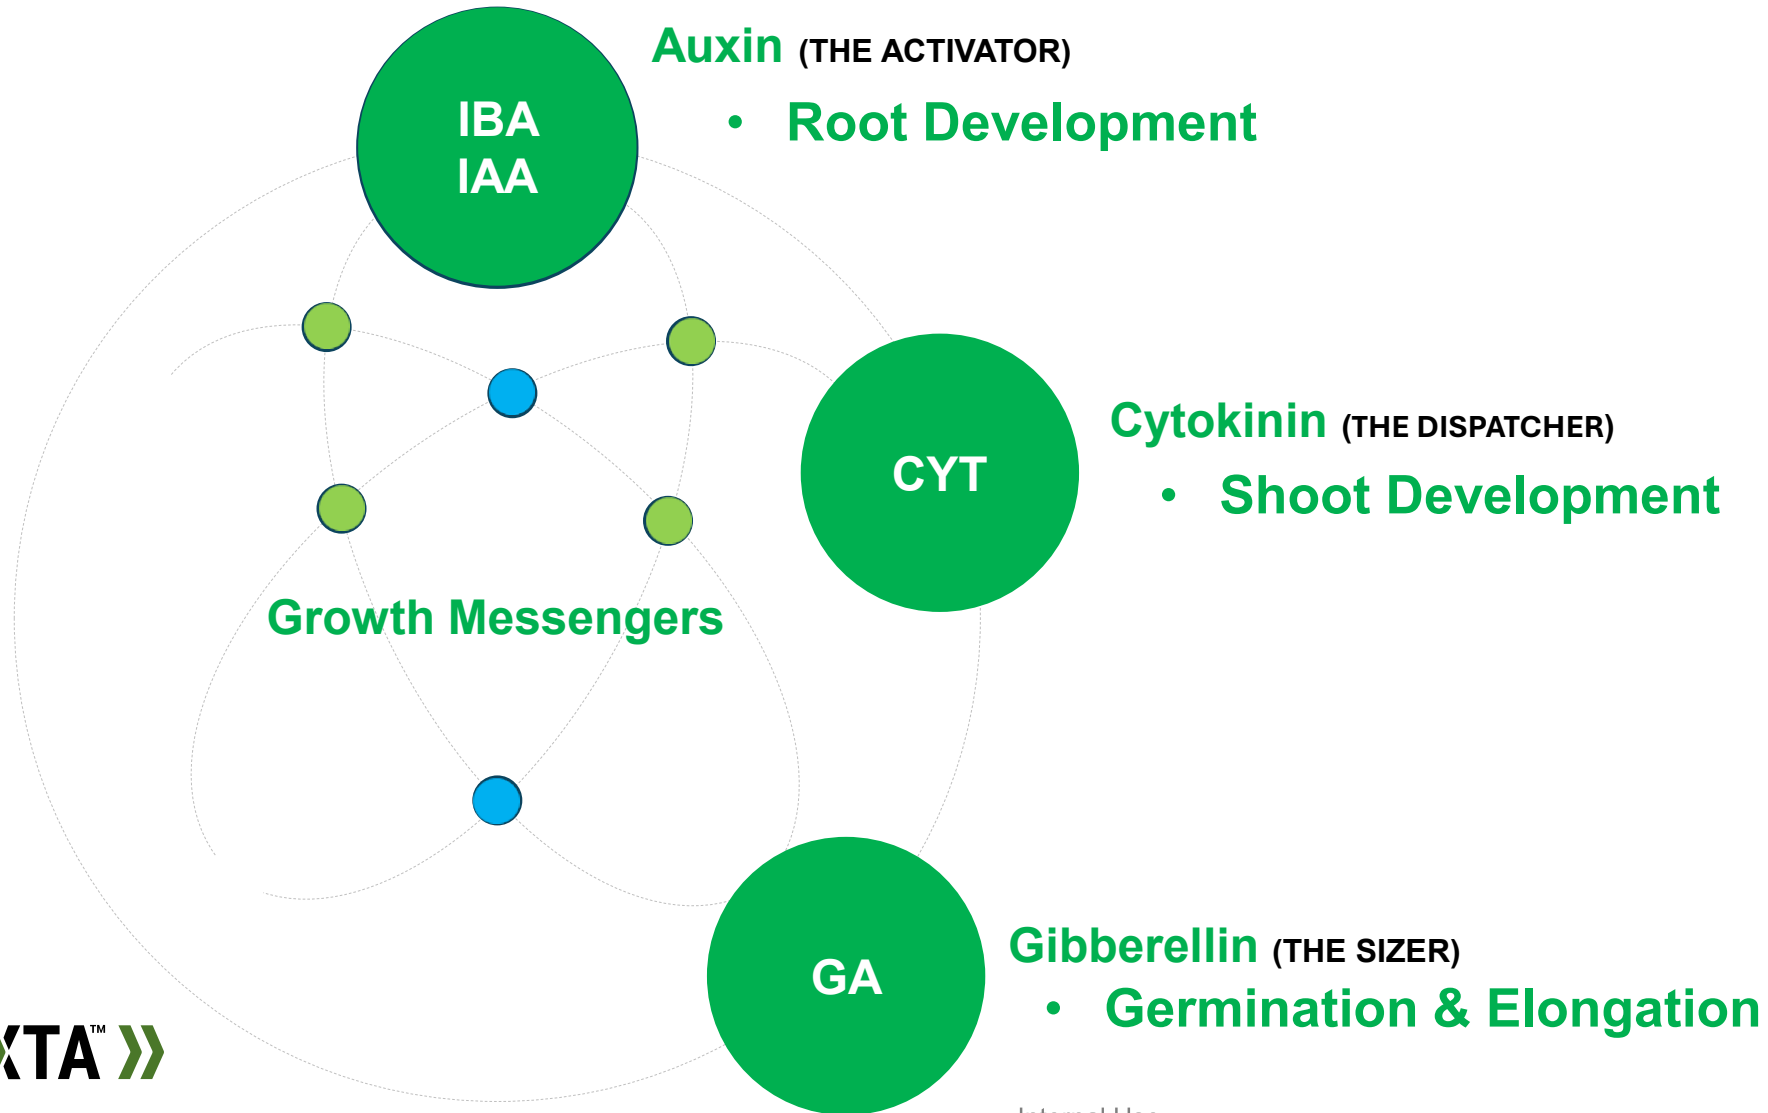 Auxin (THE ACTIVATOR)
• Root Development
IBA
IAA
Cytokinin (THE DISPATCHER)
• Shoot Development
CYT
Growth Messengers
Gibberellin (THE SIZER)
• Germination & Elongation
GA
XTA™